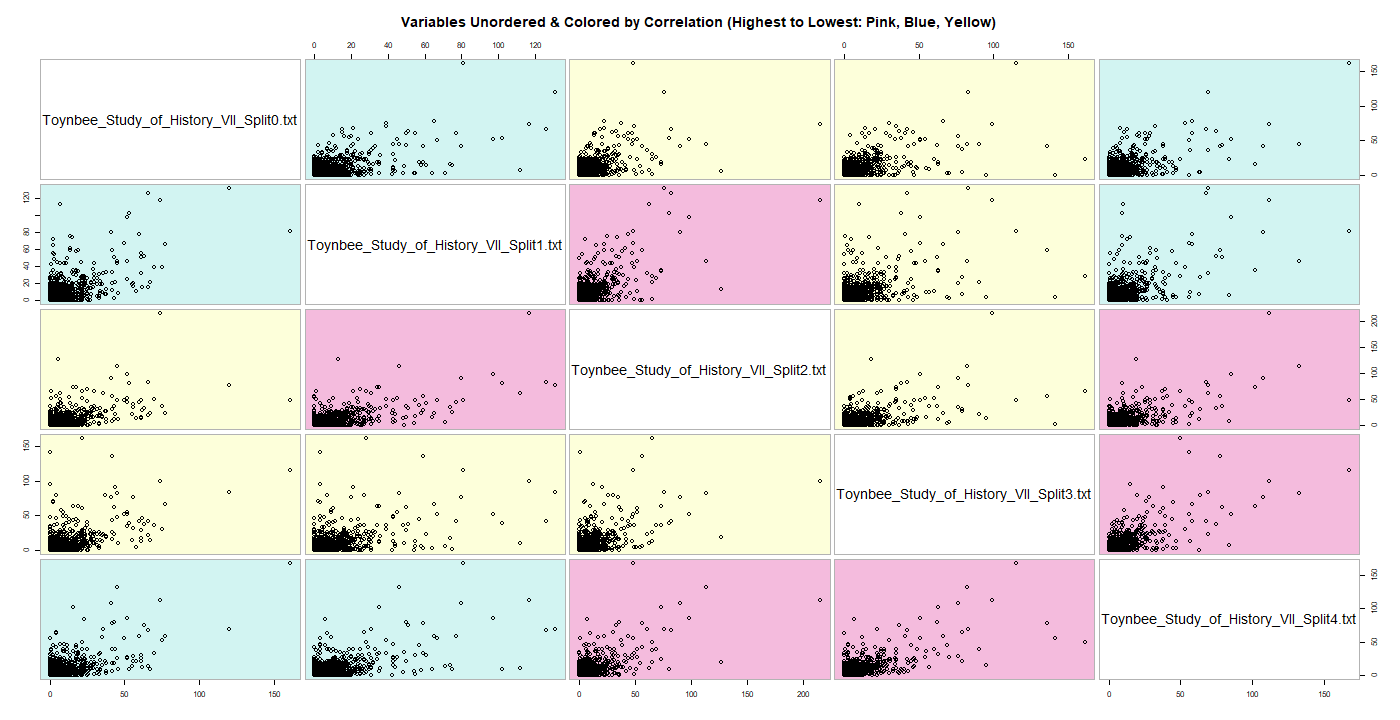 Variables Unordered & Colored by Correlation (Highest to Lowest: Pink, Blue, Yellow)
0 20 40 60 80 100 120
0 50 100 150
Toynbee_Study_of_History_VII_Split0.txt
0 50 100 150
0 20 40 60 80 120
Toynbee_Study_of_History_VII_Split1.txt
Toynbee_Study_of_History_VII_Split2.txt
0 50 100 150 200
0 50 100 150
Toynbee_Study_of_History_VII_Split3.txt
Toynbee_Study_of_History_VII_Split4.txt
0 50 100 150
0 50 100 150
0 50 100 150 200
0 50 100 150